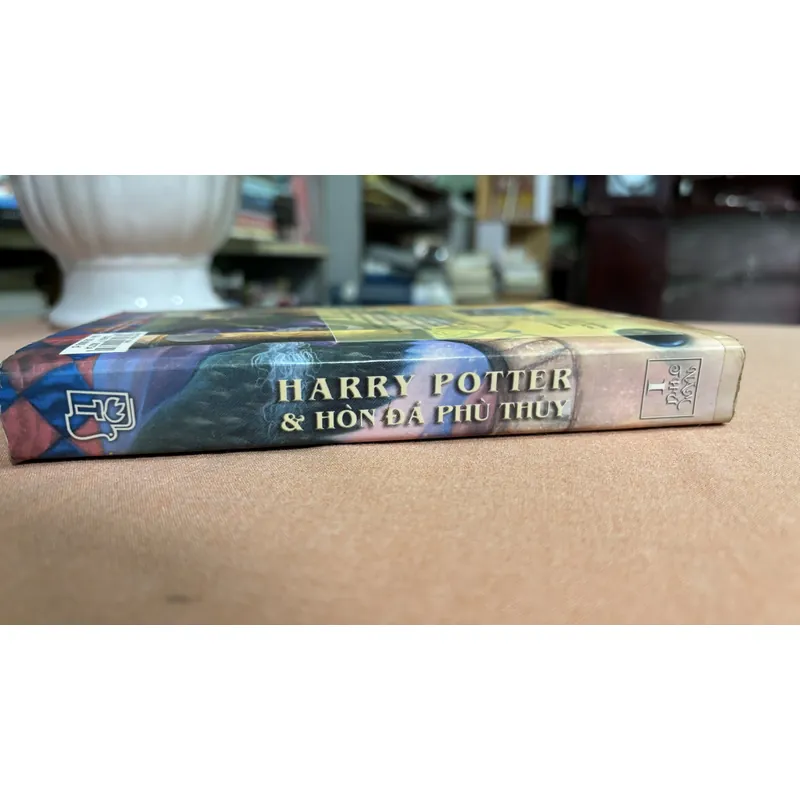 HARRY POTTER
& HÒN ĐÁ PHÙ THỦY
I